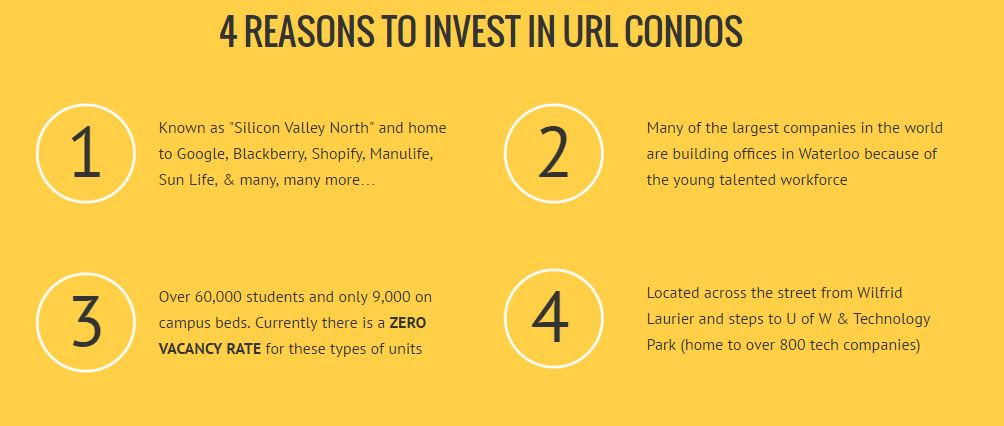 4 REASONS TO INVEST IN URL CONDOS
1
Known as "Silicon Valley North" and home
to Google, Blackberry, Shopify, Manulife,
Sun Life, & many, many more...
2
Many of the largest companies in the world
are building offices in Waterloo because of
the young talented workforce
3
Over 60,000 students and only 9,000 on
campus beds. Currently there is a ZERO
VACANCY RATE for these types of units
4
Located across the street from Wilfrid
Laurier and steps to U of W & Technology
Park (home to over 800 tech companies)